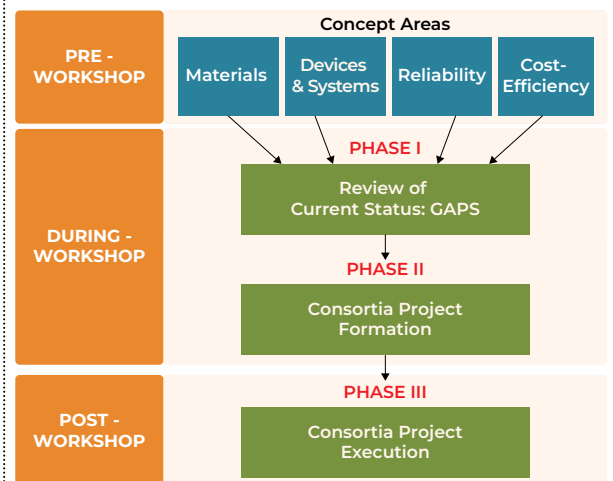 PRE -
WORKSHOP
Concept Areas
Materials
Devices
& Systems
Reliability
Cost-
Efficiency
DURING -
WORKSHOP
PHASE I
Review of
Current Status: GAPS
PHASE II
Consortia Project
Formation
POST -
WORKSHOP
PHASE III
Consortia Project
Execution